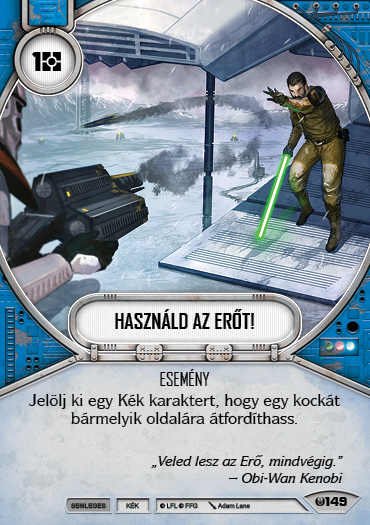 1
HASZNÁLD AZ ERŐT!
ESEMÉNY
Jelölj ki egy Kék karaktert, hogy egy kockát
bármelyik oldalára átfordíthass.
„Veled lesz az Erő, mindvégig.”
– Obi-Wan Kenobi
SEMLEGES KÉK © LFL © FFG Adam Lane 149